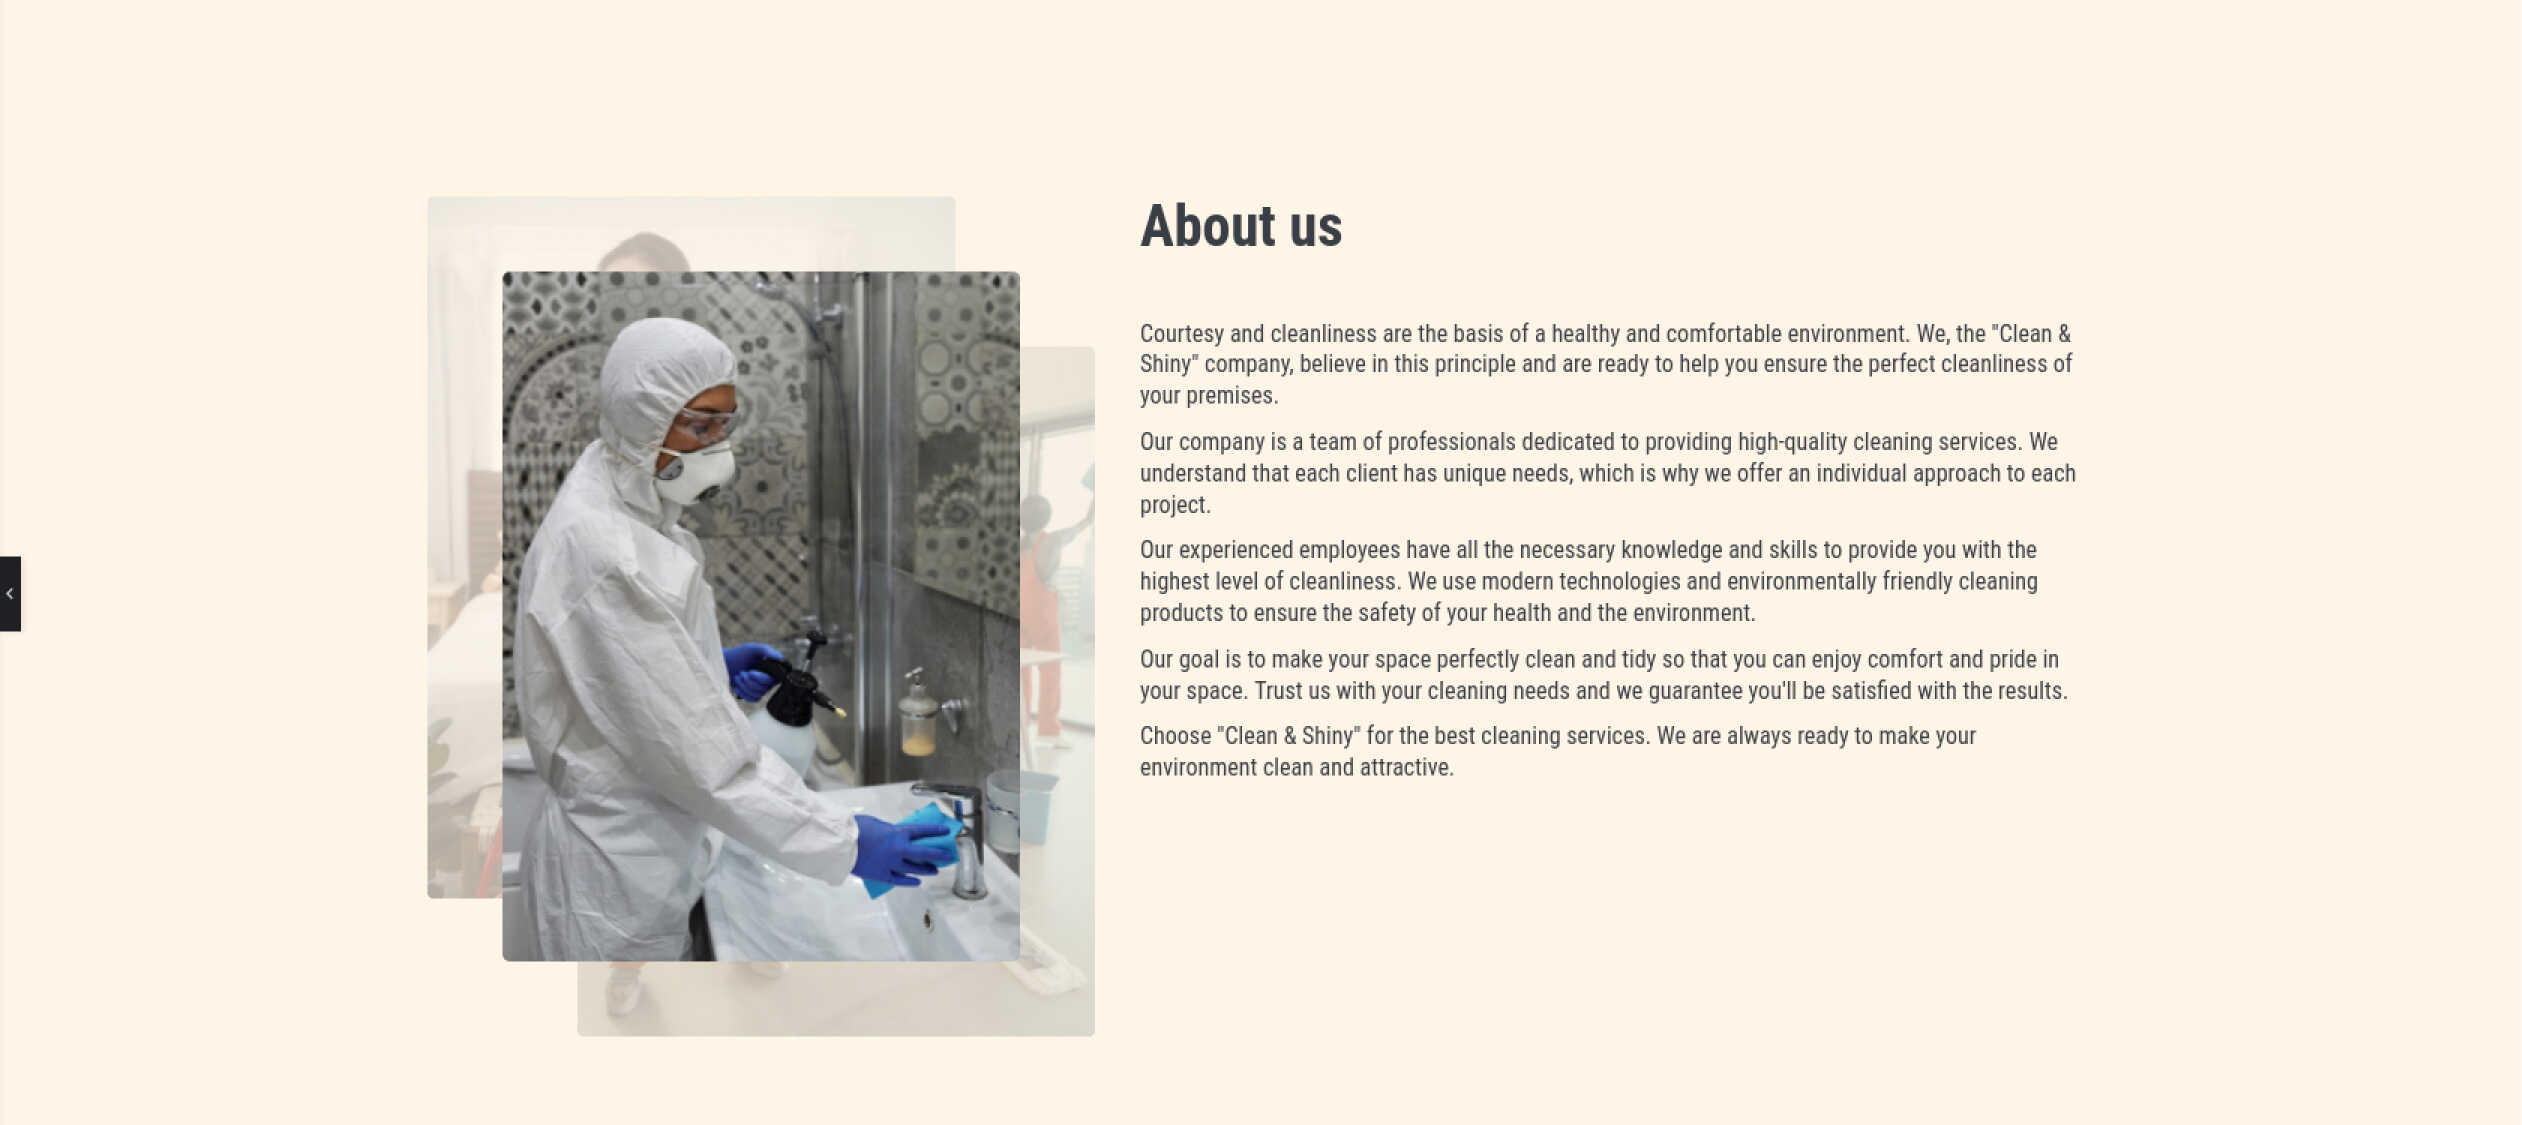 About us
Courtesy and cleanliness are the basis of a healthy and comfortable environment. We, the "Clean &
Shiny" company, believe in this principle and are ready to help you ensure the perfect cleanliness of
your premises.
Our company is a team of professionals dedicated to providing high-quality cleaning services. We
understand that each client has unique needs, which is why we offer an individual approach to each
project.
Our experienced employees have all the necessary knowledge and skills to provide you with the
highest level of cleanliness. We use modern technologies and environmentally friendly cleaning
products to ensure the safety of your health and the environment.
Our goal is to make your space perfectly clean and tidy so that you can enjoy comfort and pride in
your space. Trust us with your cleaning needs and we guarantee you'll be satisfied with the results.
Choose "Clean & Shiny" for the best cleaning services. We are always ready to make your
environment clean and attractive.